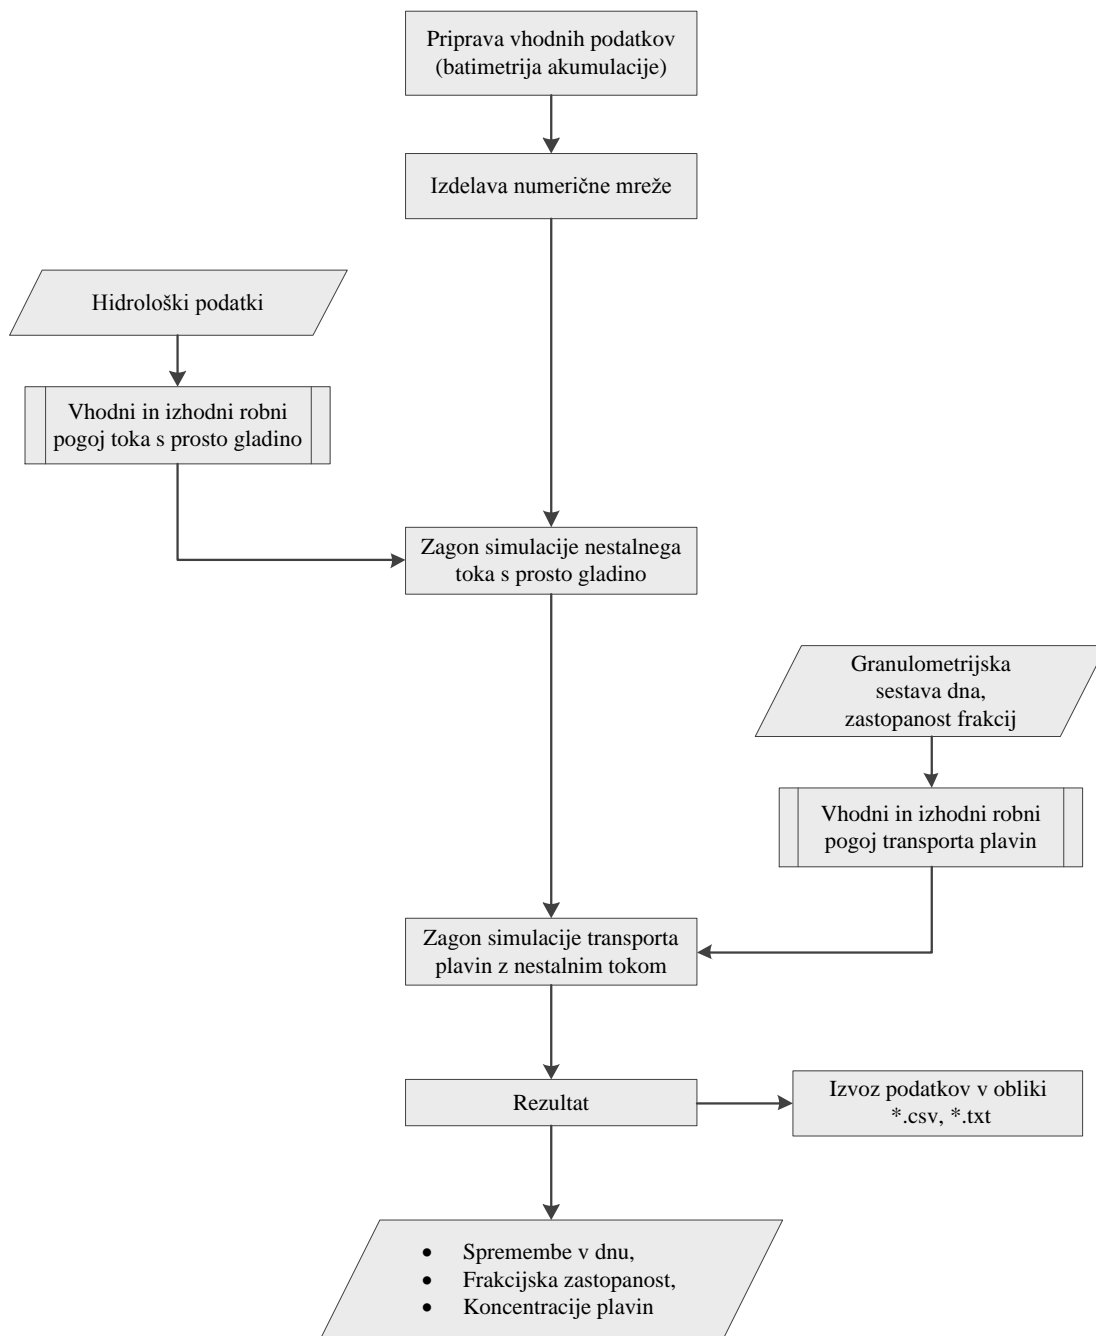 Priprava vhodnih podatkov
(batimetrija akumulacije)
Izdelava numerične mreže
Hidrološki podatki
Vhodni in izhodni robni
pogoj toka s prosto gladino
Zagon simulacije nestalnega
toka s prosto gladino
Granulometrijska
sestava dna,
zastopanost frakcij
Vhodni in izhodni robni
pogoj transporta plavin
Zagon simulacije transporta
plavin z nestalnim tokom
Rezultat
Izvoz podatkov v obliki
*.csv, *.txt
• Spremembe v dnu,
• Frakcijska zastopanost,
• Koncentracije plavin